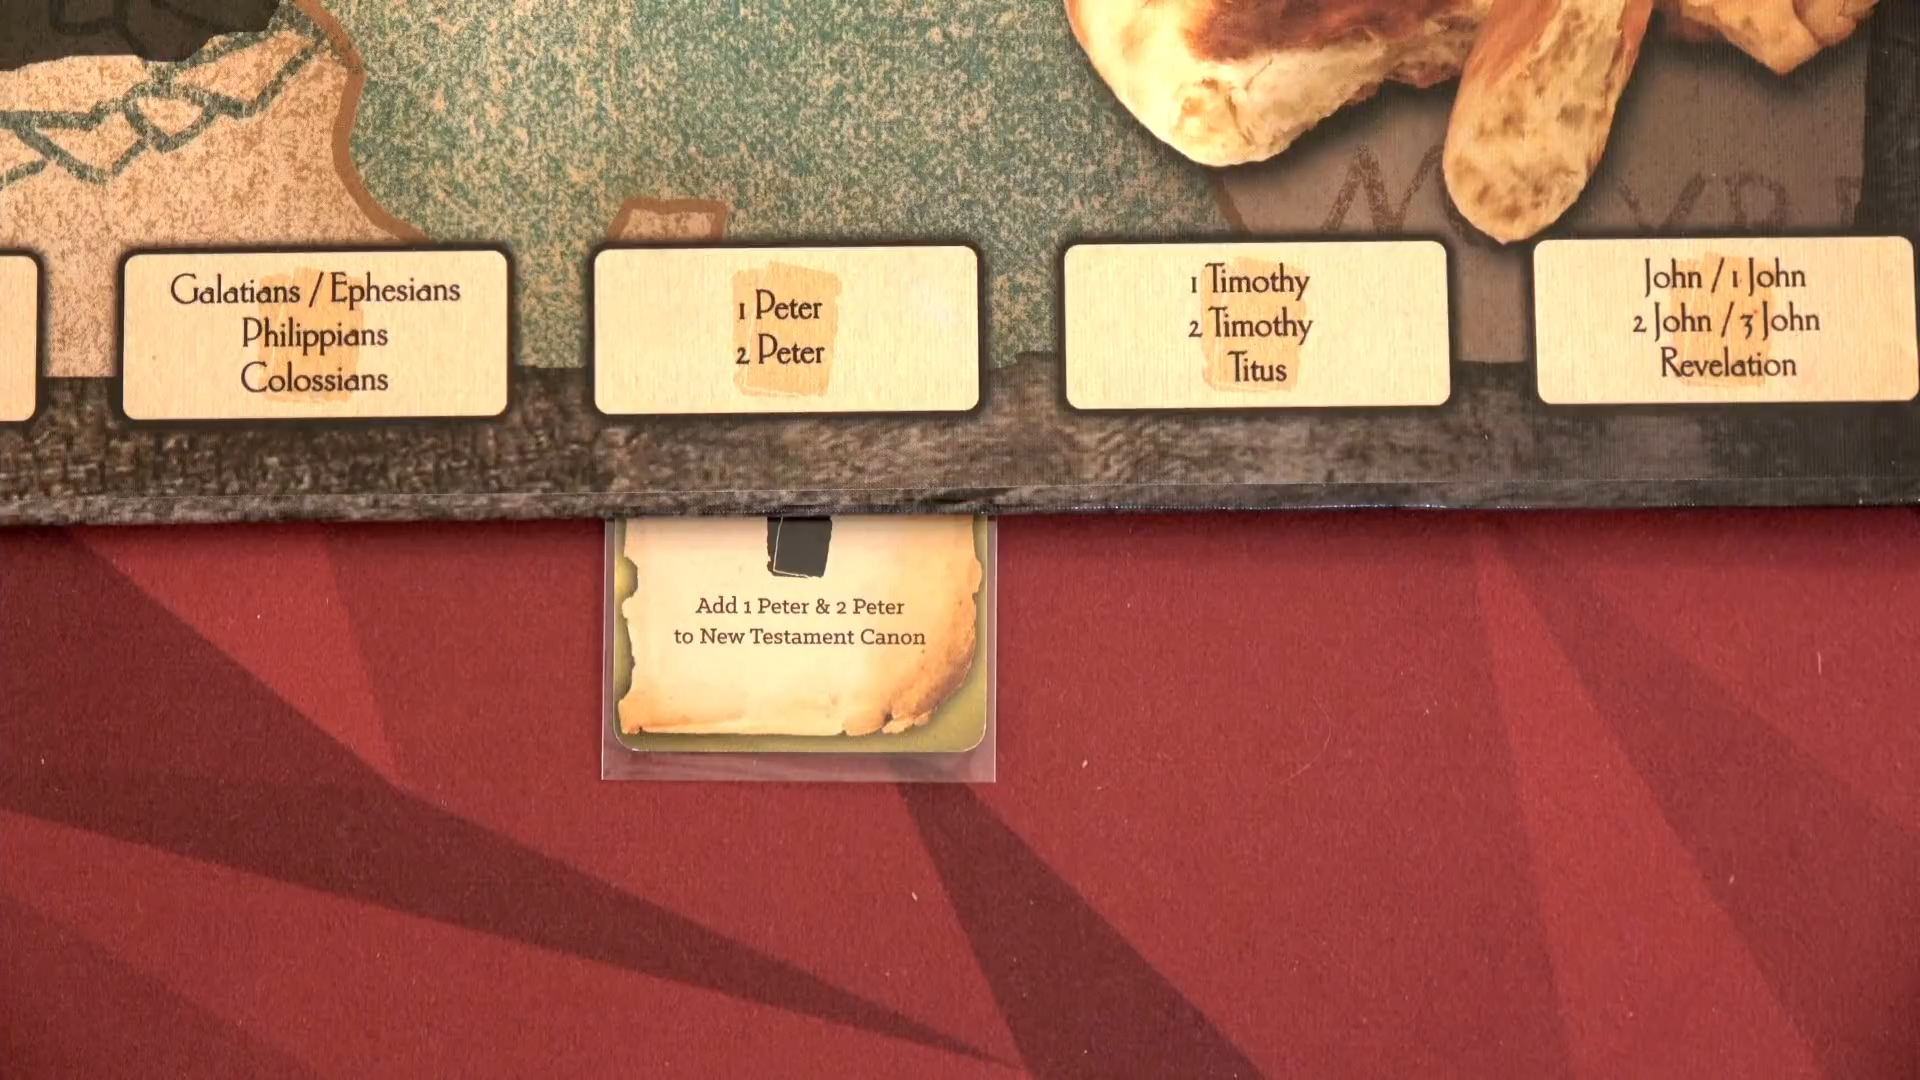 Galatians / Ephesians
Philippians
Colossians
1 Peter
2 Peter
1 Timothy
2 Timothy
Titus
John / 1 John
2 John / 3 John
Revelation
Add 1 Peter & 2 Peter
to New Testament Canon